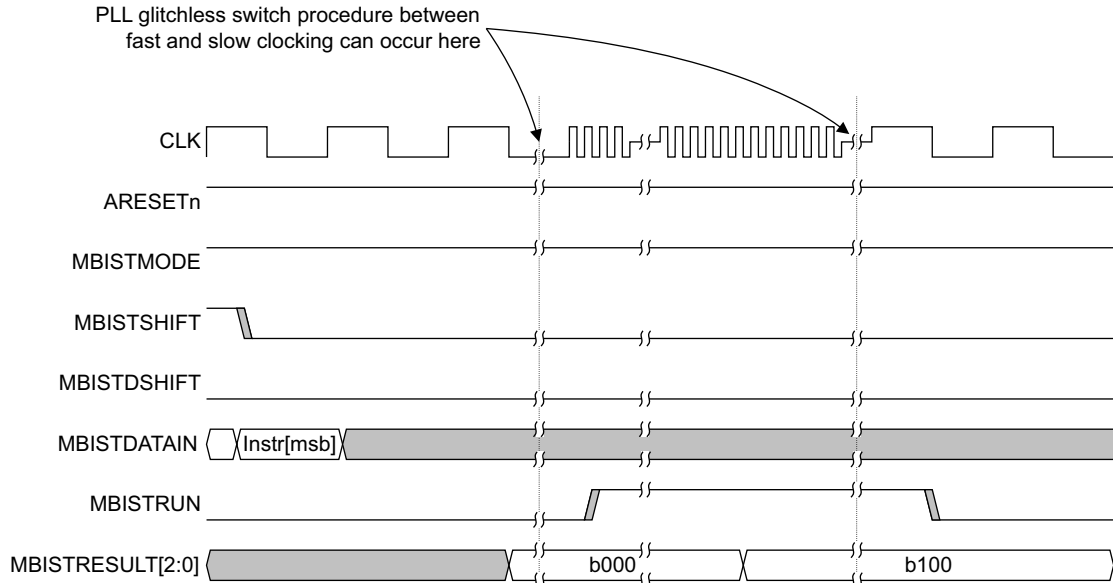 PLL glitchless switch procedure between
fast and slow clocking can occur here
CLK
ARESETn
MBISTMODE
MBISTSHIFT
MBISTDSHIFT
MBISTDATAIN
Instr[msb]
MBISTRUN
MBISTRESULT[2:0]
b000
b100